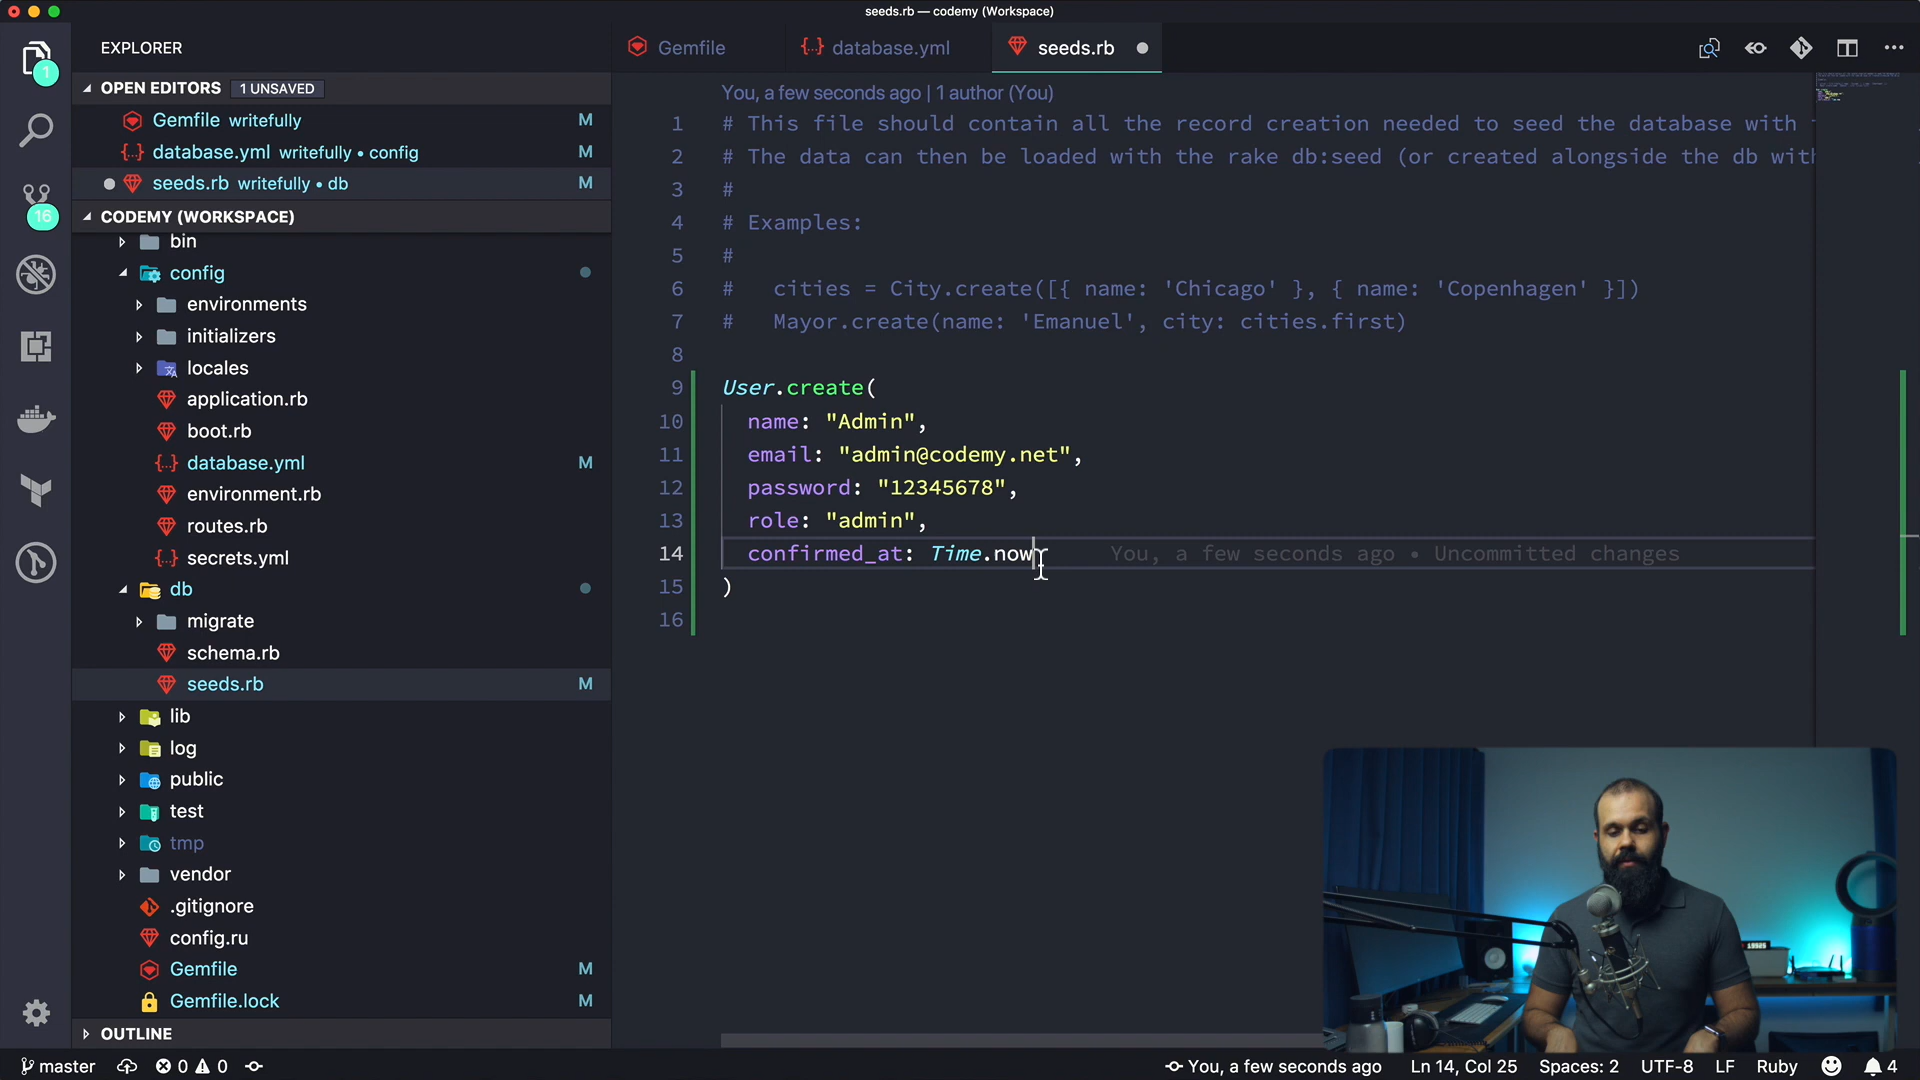 seeds.rb — codemy (Workspace)
EXPLORER
OPEN EDITORS 1 UNSAVED
Gemfile writefully M
database.yml writefully • config M
seeds.rb writefully • db M
CODEMY (WORKSPACE)
bin
config
environments
initializers
locales
application.rb
boot.rb
database.yml M
environment.rb
routes.rb
secrets.yml
db
migrate
schema.rb
seeds.rb M
lib
log
public
test
tmp
vendor
.gitignore
config.ru
Gemfile M
Gemfile.lock M
OUTLINE
1
16
Gemfile
database.yml
seeds.rb
You, a few seconds ago | 1 author (You)
1 # This file should contain all the record creation needed to seed the database with
2 # The data can then be loaded with the rake db:seed (or created alongside the db with
3 #
4 # Examples:
5 #
6 #   cities = City.create([{ name: 'Chicago' }, { name: 'Copenhagen' }])
7 #   Mayor.create(name: 'Emanuel', city: cities.first)
8
9 User.create(
10 name: "Admin",
11 email: "admin@codemy.net",
12 password: "12345678",
13 role: "admin",
14 confirmed_at: Time.now You, a few seconds ago • Uncommitted changes
15 )
16
19925
master 0 0 You, a few seconds ago Ln 14, Col 25 Spaces: 2 UTF-8 LF Ruby 4